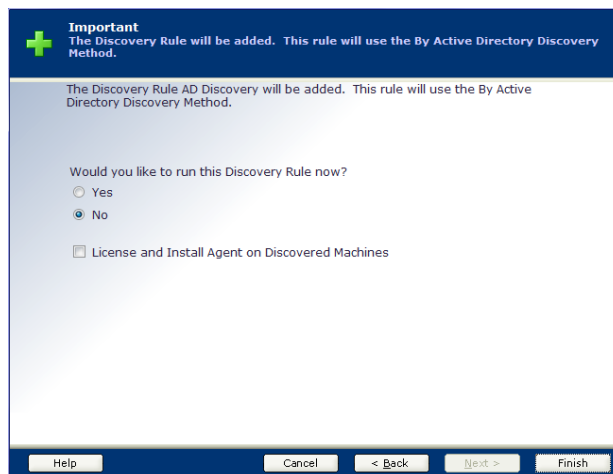 Important
The Discovery Rule will be added. This rule will use the By Active Directory Discovery
Method.
The Discovery Rule AD Discovery will be added. This rule will use the By Active
Directory Discovery Method.
Would you like to run this Discovery Rule now?
Yes
No
License and Install Agent on Discovered Machines
Help Cancel < Back Next > Finish